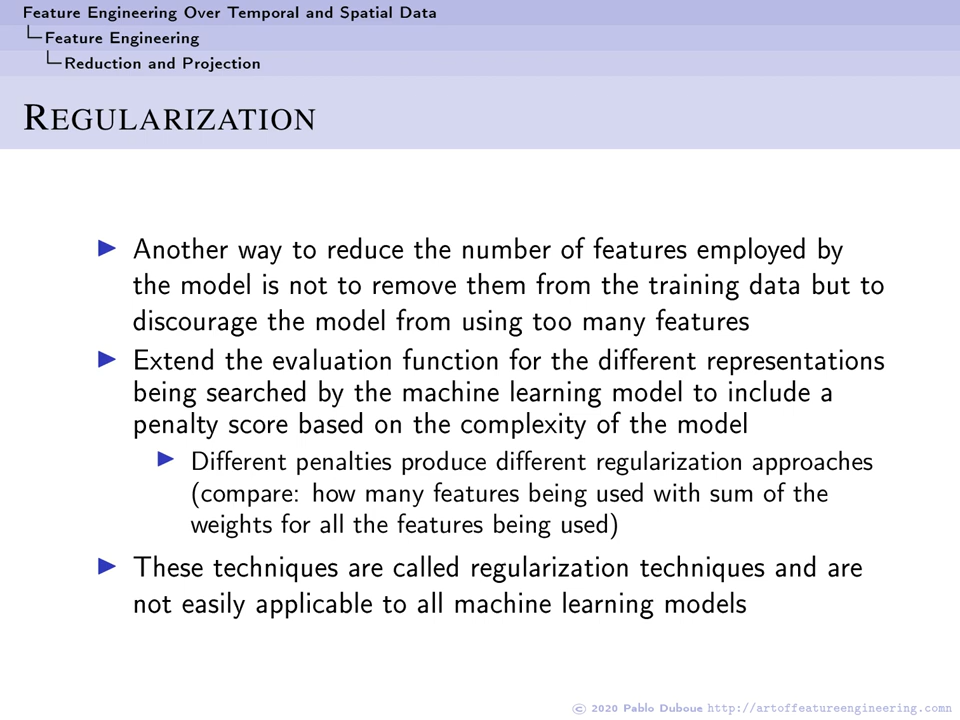 Feature Engineering Over Temporal and Spatial Data
Feature Engineering
Reduction and Projection
REGULARIZATION
Another way to reduce the number of features employed by
the model is not to remove them from the training data but to
discourage the model from using too many features
Extend the evaluation function for the different representations
being searched by the machine learning model to include a
penalty score based on the complexity of the model
Different penalties produce different regularization approaches
(compare: how many features being used with sum of the
weights for all the features being used)
These techniques are called regularization techniques and are
not easily applicable to all machine learning models
© 2020 Pablo Duboue http://artoffeatureengineering.comn